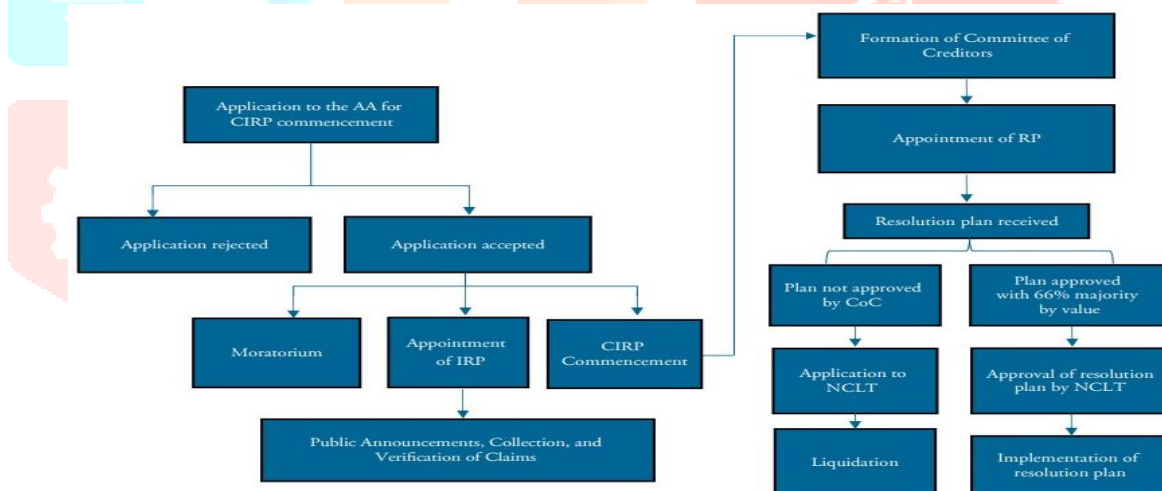 Application to the AA for
CIRP commencement
Application rejected
Application accepted
Moratorium
Appointment
of IRP
CIRP
Commencement
Public Announcements, Collection, and
Verification of Claims
Formation of Committee of
Creditors
Appointment of RP
Resolution plan received
Plan not approved
by CoC
Plan approved
with 66% majority
by value
Application to
NCLT
Approval of resolution
plan by NCLT
Liquidation
Implementation of
resolution plan